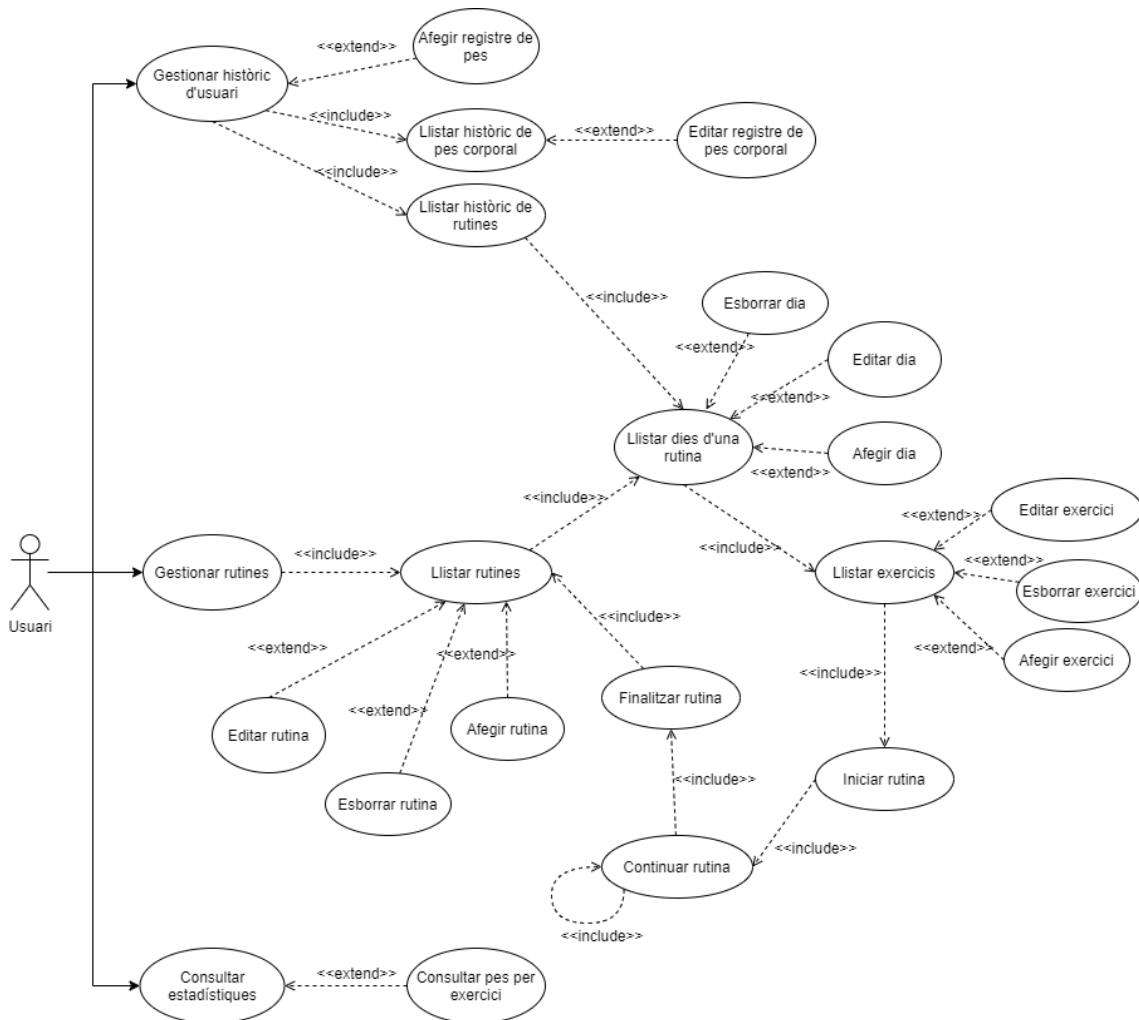 <<extend>>
Afegir registre de
pes
Gestionar històric
d'usuari
<<include>>
Llistar històric de
pes corporal
<<extend>>
Editar registre de
pes corporal
<<include>>
Llistar històric de
rutines
<<include>>
Esborrar dia
<<extend>>
Editar dia
<<extend>>
Llistar dies d'una
rutina
Afegir dia
<<extend>>
<<include>>
Editar exercici
<<extend>>
<<include>>
<<include>>
Gestionar rutines
Llistar rutines
Llistar exercicis
<<extend>>
Esborrar exercici
Usuari
<<include>>
<<extend>>
<<extend>>
<<extend>>
Afegir exercici
<<include>>
Finalitzar rutina
<<extend>>
Editar rutina
Afegir rutina
<<include>>
Iniciar rutina
Esborrar rutina
<<include>>
Continuar rutina
<<include>>
Consultar
estadístiques
<<extend>>
Consultar pes per
exercici